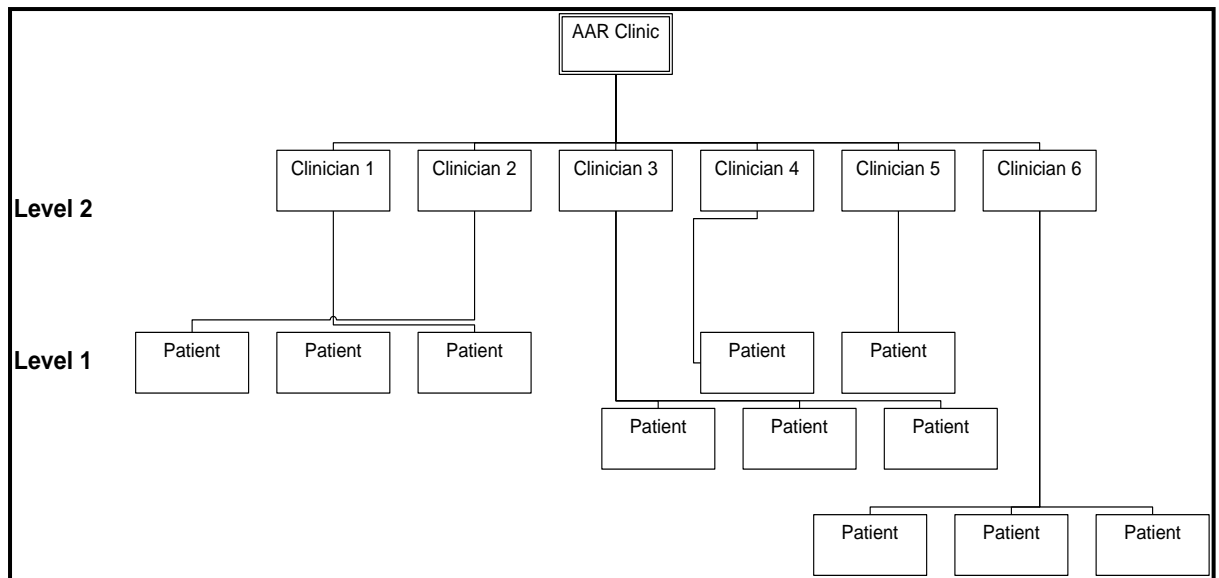 AAR Clinic
Clinician 1
Clinician 2
Clinician 3
Clinician 4
Clinician 5
Clinician 6
Level 2
Patient
Patient
Patient
Patient
Patient
Level 1
Patient
Patient
Patient
Patient
Patient
Patient